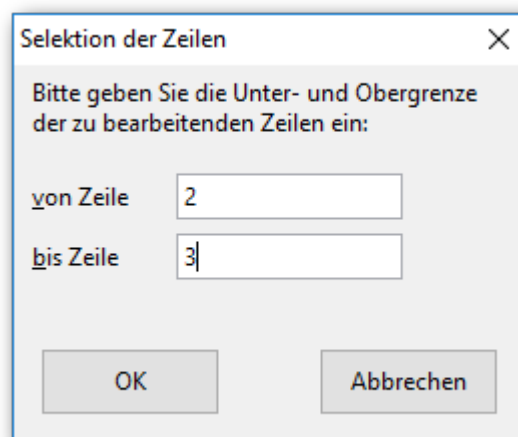 Selektion der Zeilen
Bitte geben Sie die Unter- und Obergrenze
der zu bearbeitenden Zeilen ein:
von Zeile 2
bis Zeile 3
OK Abbrechen